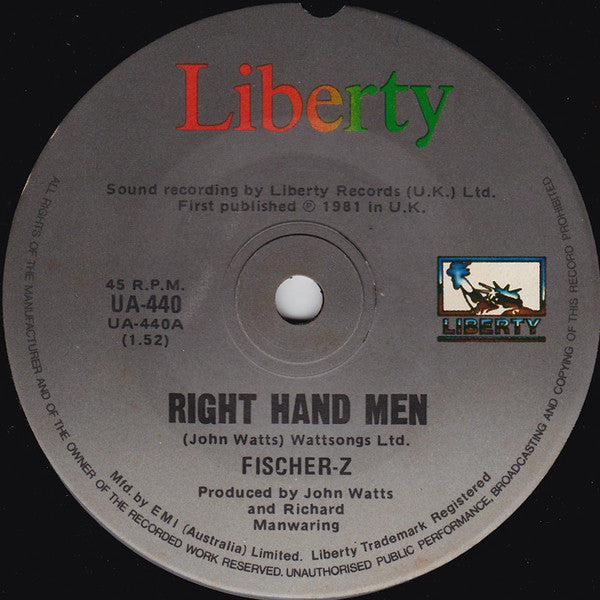 Liberty
Sound recording by Liberty Records (U.K.) Ltd.
First published ℗ 1981 in U.K.
45 R.P.M.
UA-440
UA-440A
(1.52)
LIBERTY
RIGHT HAND MEN
(John Watts) Wattsongs Ltd.
FISCHER-Z
Produced by John Watts
and Richard
Manwaring
Mfd. by EMI (Australia) Limited. Liberty Trademark Registered
ALL RIGHTS OF THE MANUFACTURER AND OF THE OWNER OF THE RECORDED WORK RESERVED. UNAUTHORISED PUBLIC PERFORMANCE, BROADCASTING AND COPYING OF THIS RECORD PROHIBITED